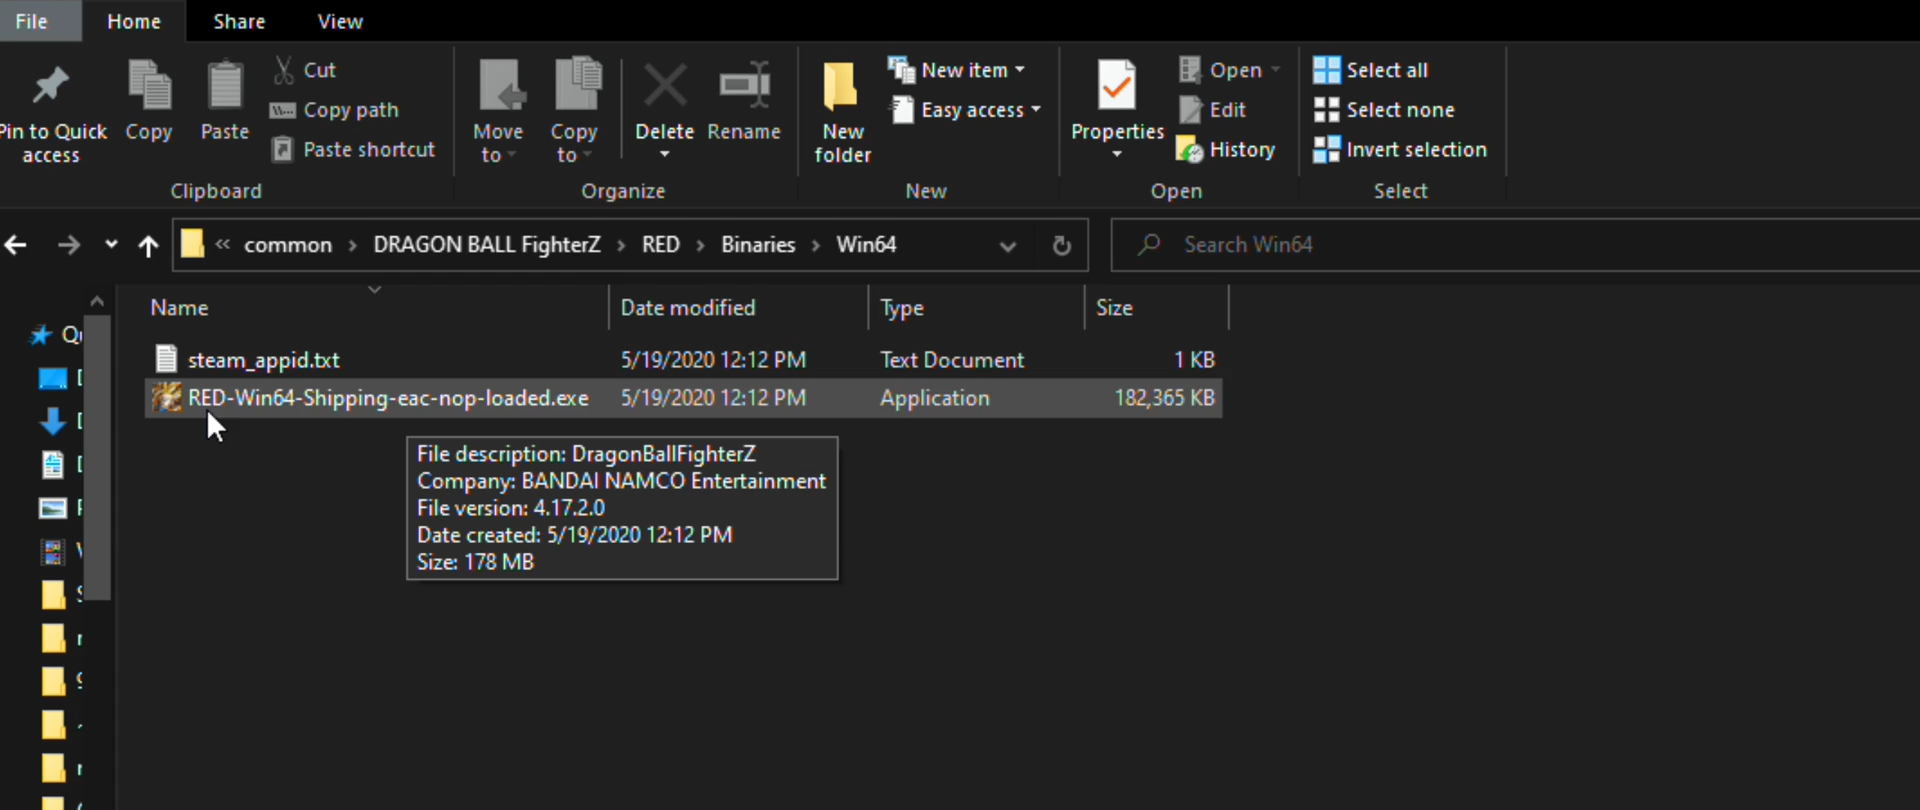 File Home Share View
Pin to Quick access
Copy
Paste
Cut
Copy path
Paste shortcut
Clipboard
Move to
Copy to
Delete
Rename
Organize
New folder
New item
Easy access
New
Properties
Open
Edit
History
Open
Select all
Select none
Invert selection
Select
« common › DRAGON BALL FighterZ › RED › Binaries › Win64
Search Win64
Name Date modified Type Size
steam_appid.txt 5/19/2020 12:12 PM Text Document 1 KB
RED-Win64-Shipping-eac-nop-loaded.exe 5/19/2020 12:12 PM Application 182,365 KB
File description: DragonBallFighterZ
Company: BANDAI NAMCO Entertainment
File version: 4.17.2.0
Date created: 5/19/2020 12:12 PM
Size: 178 MB